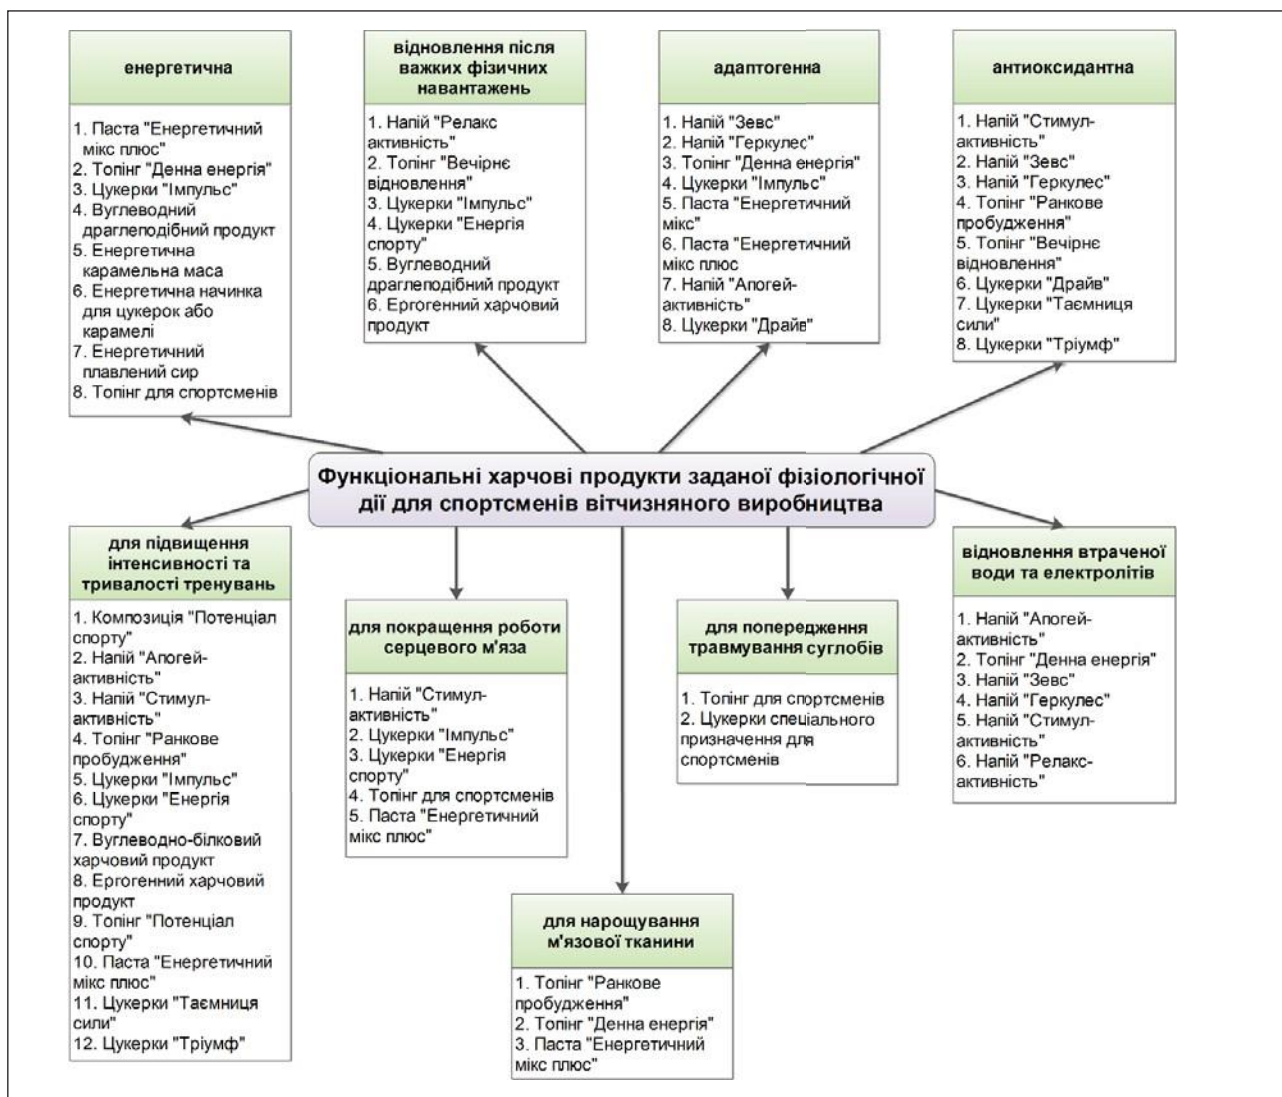 енергетична
1. Паста "Енергетичний
мікс плюс"
2. Топінг "Денна енергія"
3. Цукерки "Імпульс"
4. Вуглеводний
драглеподібний продукт
5. Енергетична
карамельна маса
6. Енергетична начинка
для цукерок або
карамелі
7. Енергетичний
плавлений сир
8. Топінг для спортсменів
відновлення після
важких фізичних
навантажень
1. Напій "Релакс
активність"
2. Топінг "Вечірнє
відновлення"
3. Цукерки "Імпульс"
4. Цукерки "Енергія
спорту"
5. Вуглеводний
драглеподібний продукт
6. Ергогенний харчовий
продукт
адаптогенна
1. Напій "Зевс"
2. Напій "Геркулес"
3. Топінг "Денна енергія"
4. Цукерки "Імпульс"
5. Паста "Енергетичний
мікс"
6. Паста "Енергетичний
мікс плюс
7. Напій "Апогей-
активність"
8. Цукерки "Драйв"
антиоксидантна
1. Напій "Стимул-
активність"
2. Напій "Зевс"
3. Напій "Геркулес"
4. Топінг "Ранкове
пробудження"
5. Топінг "Вечірнє
відновлення"
6. Цукерки "Драйв"
7. Цукерки "Таємниця
сили"
8. Цукерки "Тріумф"
Функціональні харчові продукти заданої фізіологічної
дії для спортсменів вітчизняного виробництва
для підвищення
інтенсивності та
тривалості тренувань
1. Композиція "Потенціал
спорту"
2. Напій "Апогей-
активність"
3. Напій "Стимул-
активність"
4. Топінг "Ранкове
пробудження"
5. Цукерки "Імпульс"
6. Цукерки "Енергія
спорту"
7. Вуглеводно-білковий
харчовий продукт
8. Ергогенний харчовий
продукт
9. Топінг "Потенціал
спорту"
10. Паста "Енергетичний
мікс плюс"
11. Цукерки "Таємниця
сили"
12. Цукерки "Тріумф"
для покращення роботи
серцевого м'яза
1. Напій "Стимул-
активність"
2. Цукерки "Імпульс"
3. Цукерки "Енергія
спорту"
4. Топінг для спортсменів
5. Паста "Енергетичний
мікс плюс"
для нарощування
м'язової тканини
1. Топінг "Ранкове
пробудження"
2. Топінг "Денна енергія"
3. Паста "Енергетичний
мікс плюс"
для попередження
травмування суглобів
1. Топінг для спортсменів
2. Цукерки спеціального
призначення для
спортсменів
відновлення втраченої
води та електролітів
1. Напій "Апогей-
активність"
2. Топінг "Денна енергія"
3. Напій "Зевс"
4. Напій "Геркулес"
5. Напій "Стимул-
активність"
6. Напій "Релакс-
активність"